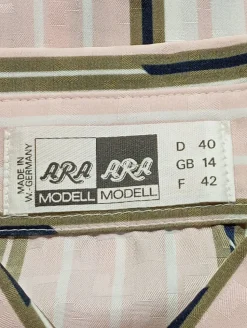 MADE IN
W.-GERMANY
ARA ARA
MODELL MODELL
D 40
GB 14
F 42